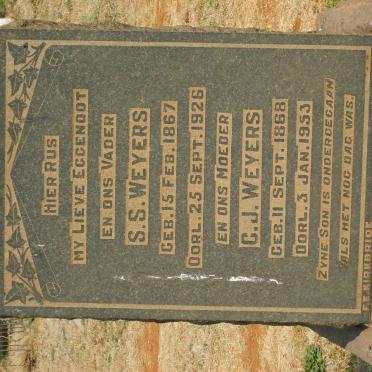 HIER RUS
MY LIEVE EGGENOOT
EN ONS VADER
S.S. WEYERS
GEB. 15 FEB. 1867
OORL. 25 SEPT. 1926
EN ONS MOEDER
C.J. WEYERS
GEB. 11 SEPT. 1868
OORL. 3 JAN. 1953
ZYNE SON IS ONDERGEGAAN
ALS HET NOG DAG WAS.
KIRKBRIDE